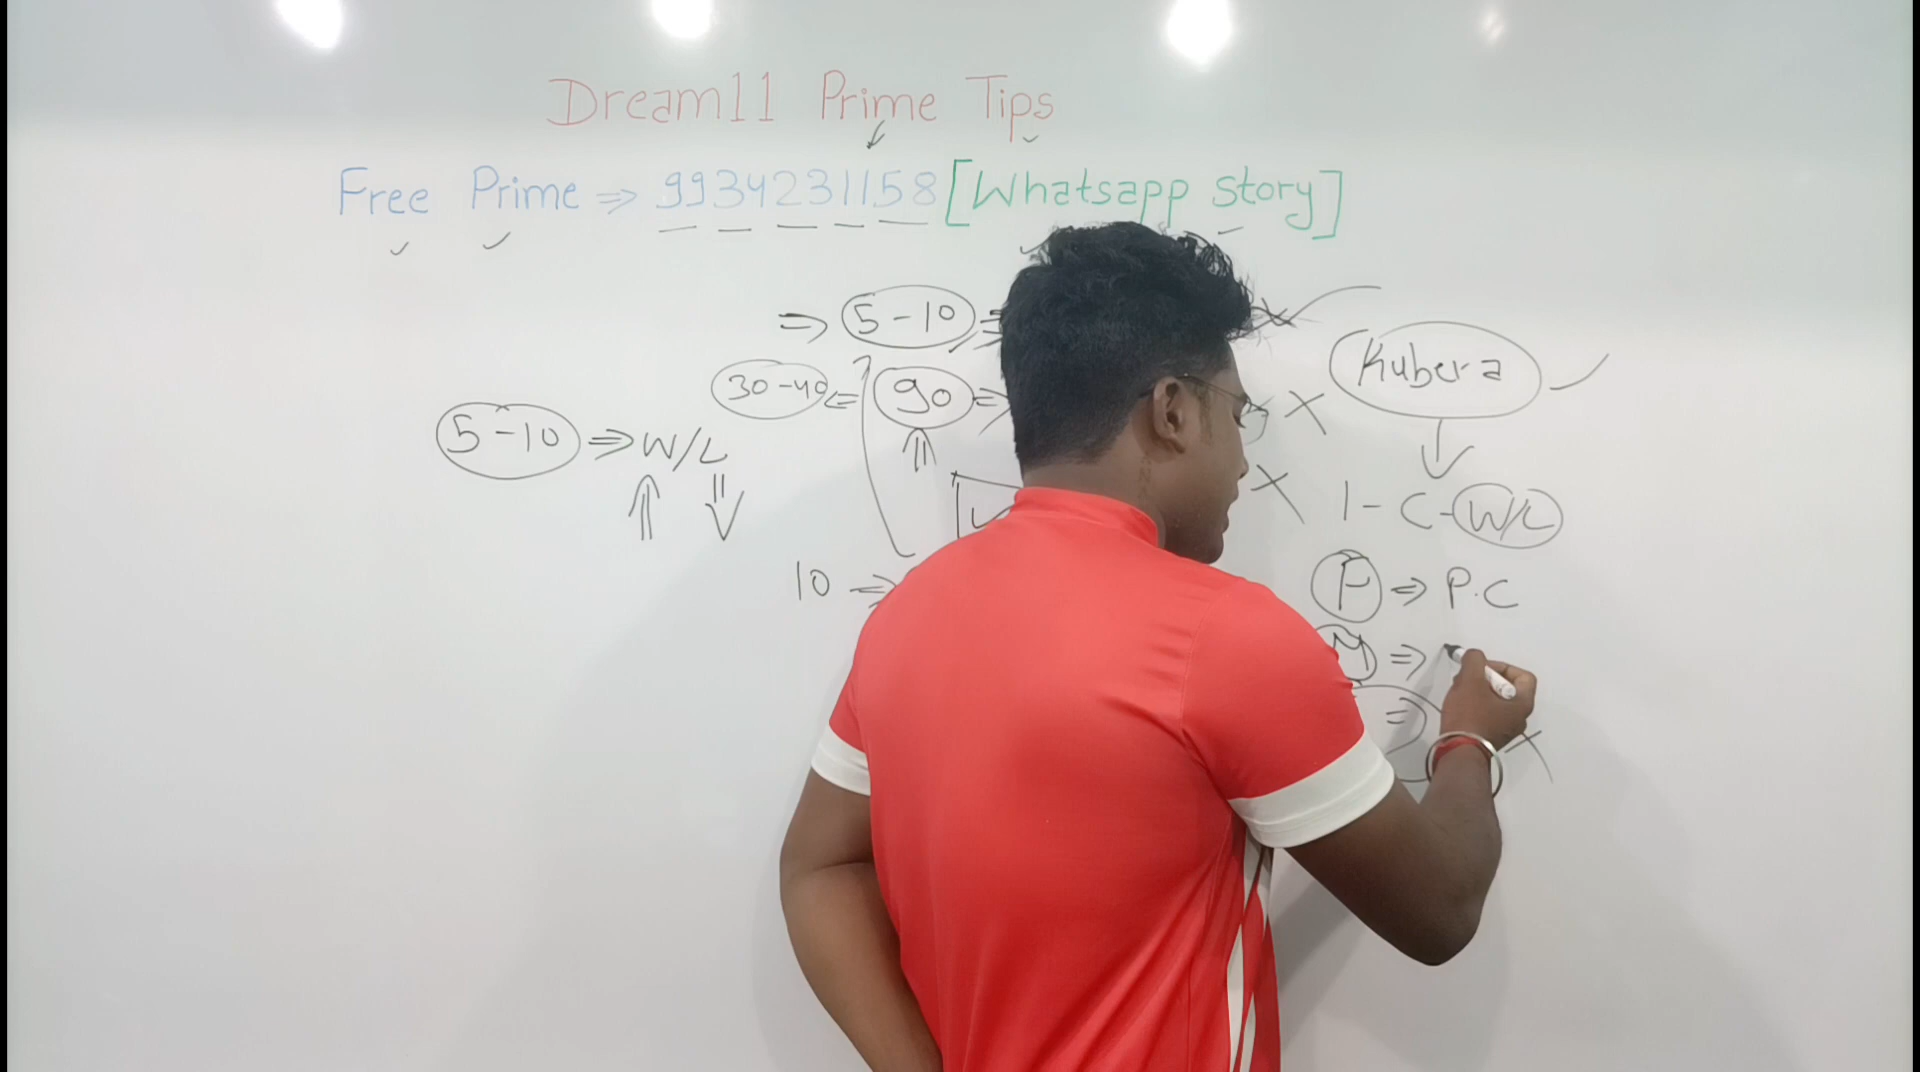 Dream11 Prime Tips
Free Prime ⇒ 9934231158 [Whatsapp Story]
⇒ 5-10 =
30-40 ⇐ 90 ⇒
Kubera
5-10 ⇒ W/L
1-C-W/L
10 ⇒
F ⇒ P.C
M ⇒